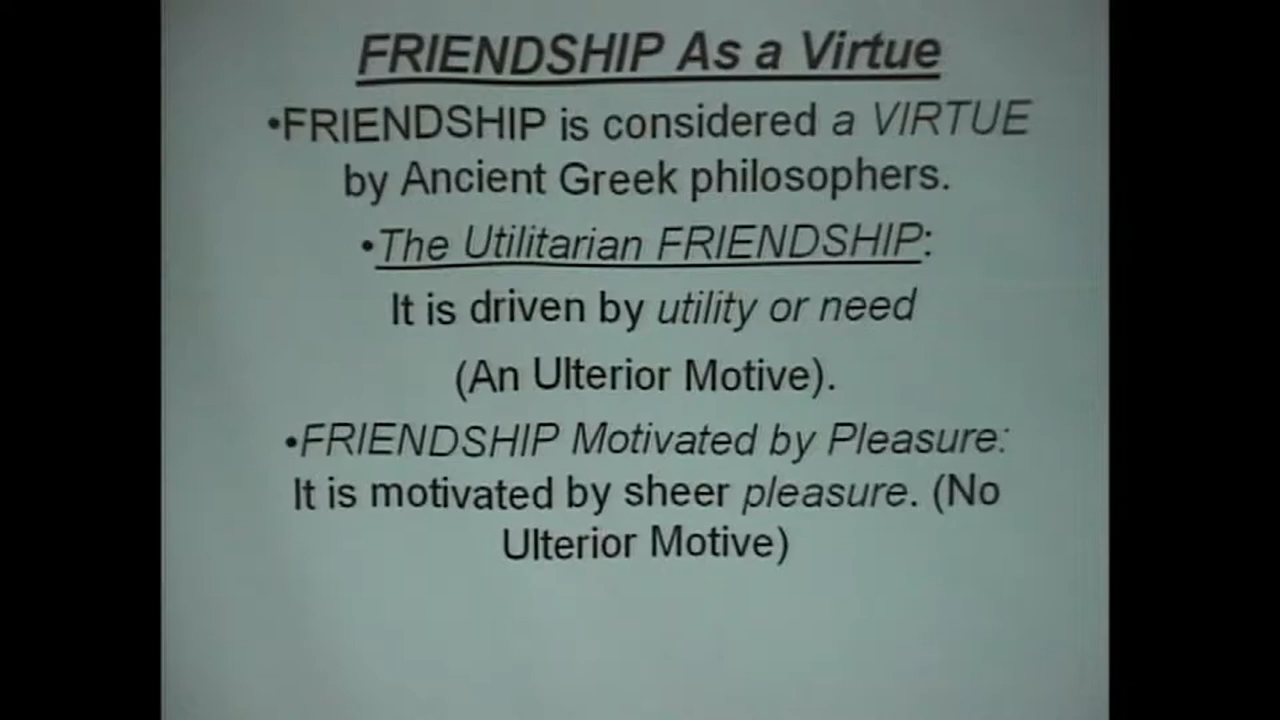 FRIENDSHIP As a Virtue
•FRIENDSHIP is considered a VIRTUE
by Ancient Greek philosophers.
•The Utilitarian FRIENDSHIP:
It is driven by utility or need
(An Ulterior Motive).
•FRIENDSHIP Motivated by Pleasure:
It is motivated by sheer pleasure. (No
Ulterior Motive)